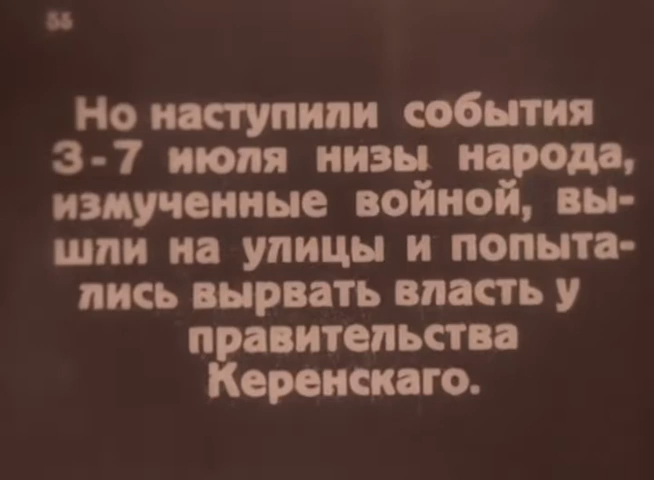 55
Но наступили события
3-7 июля низы народа,
измученные войной, вы-
шли на улицы и попыта-
лись вырвать власть у
правительства
Керенскаго.